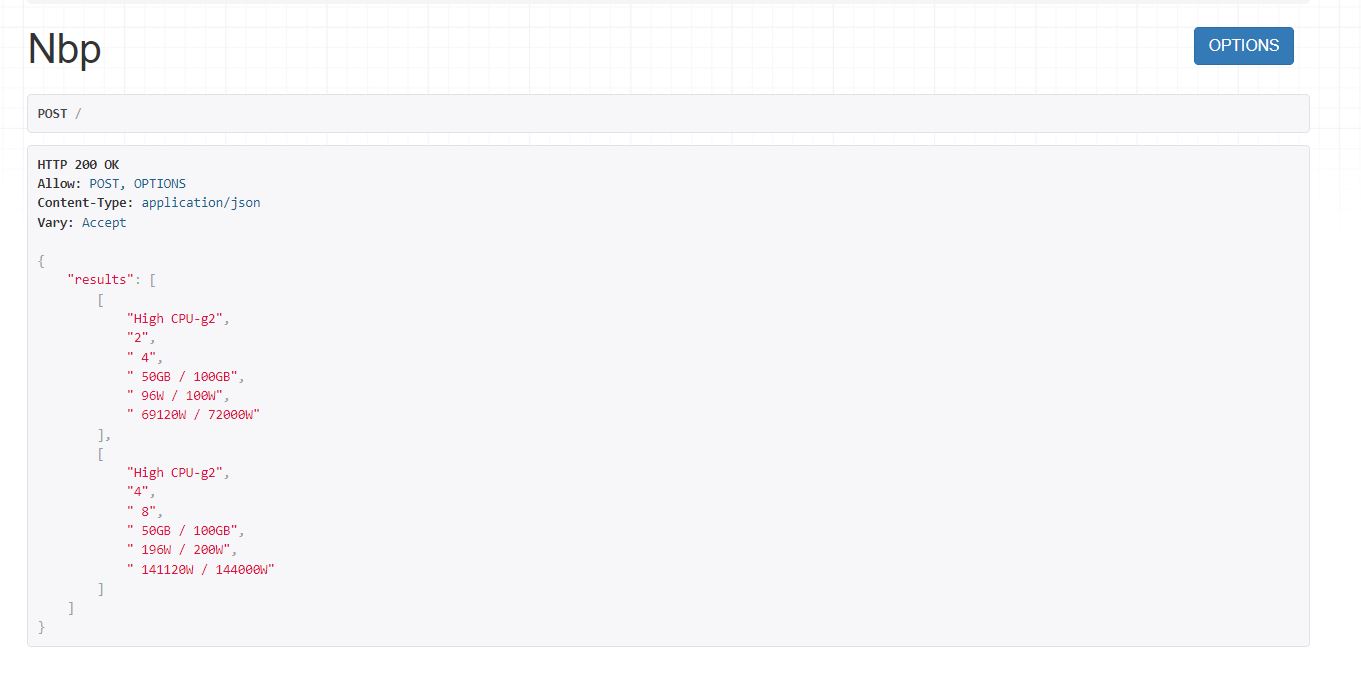 Nbp
OPTIONS
POST /
HTTP 200 OK
Allow: POST, OPTIONS
Content-Type: application/json
Vary: Accept
{
    "results": [
        [
            "High CPU-g2",
            "2",
            " 4",
            " 50GB / 100GB",
            " 96W / 100W",
            " 69120W / 72000W"
        ],
        [
            "High CPU-g2",
            "4",
            " 8",
            " 50GB / 100GB",
            " 196W / 200W",
            " 141120W / 144000W"
        ]
    ]
}